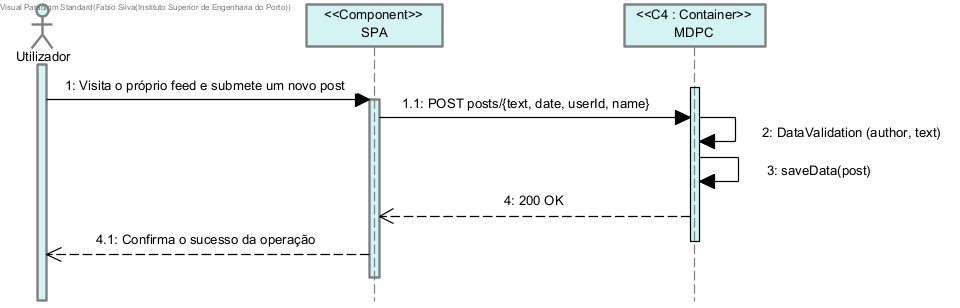 Visual Paradigm Standard(Fabio Silva(Instituto Superior de Engenharia do Porto))
<<Component>>
SPA
<<C4 : Container>>
MDPC
Utilizador
1: Visita o próprio feed e submete um novo post
1.1: POST posts/{text, date, userId, name}
2: DataValidation (author, text)
3: saveData(post)
4: 200 OK
4.1: Confirma o sucesso da operação